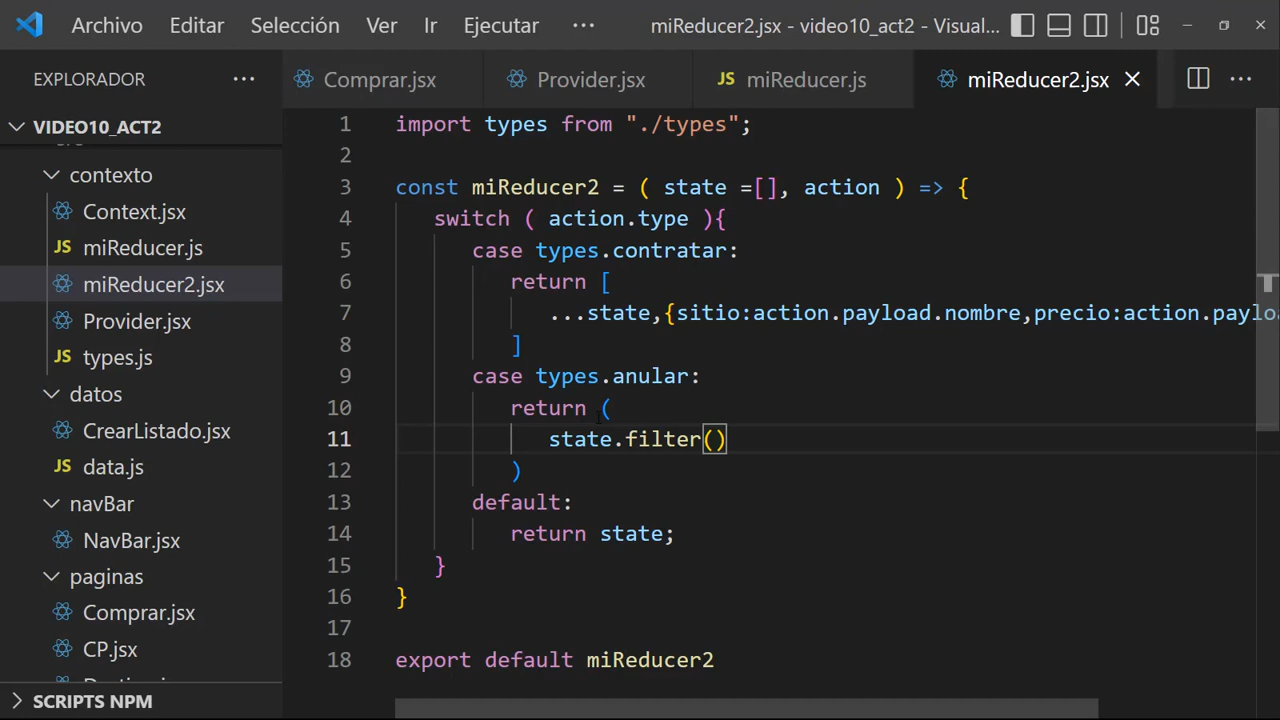 Archivo Editar Selección Ver Ir Ejecutar ··· miReducer2.jsx - video10_act2 - Visual...
EXPLORADOR ···
Comprar.jsx Provider.jsx JS miReducer.js miReducer2.jsx
VIDEO10_ACT2
contexto
Context.jsx
JS miReducer.js
miReducer2.jsx
Provider.jsx
JS types.js
datos
CrearListado.jsx
JS data.js
navBar
NavBar.jsx
paginas
Comprar.jsx
CP.jsx
SCRIPTS NPM
1 import types from "./types";
2
3 const miReducer2 = ( state =[], action ) => {
4 switch ( action.type ){
5 case types.contratar:
6 return [
7 ...state,{sitio:action.payload.nombre,precio:action.paylo
8 ]
9 case types.anular:
10 return (
11 state.filter()
12 )
13 default:
14 return state;
15 }
16 }
17
18 export default miReducer2